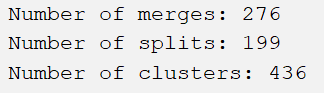 Number of merges: 276
Number of splits: 199
Number of clusters: 436